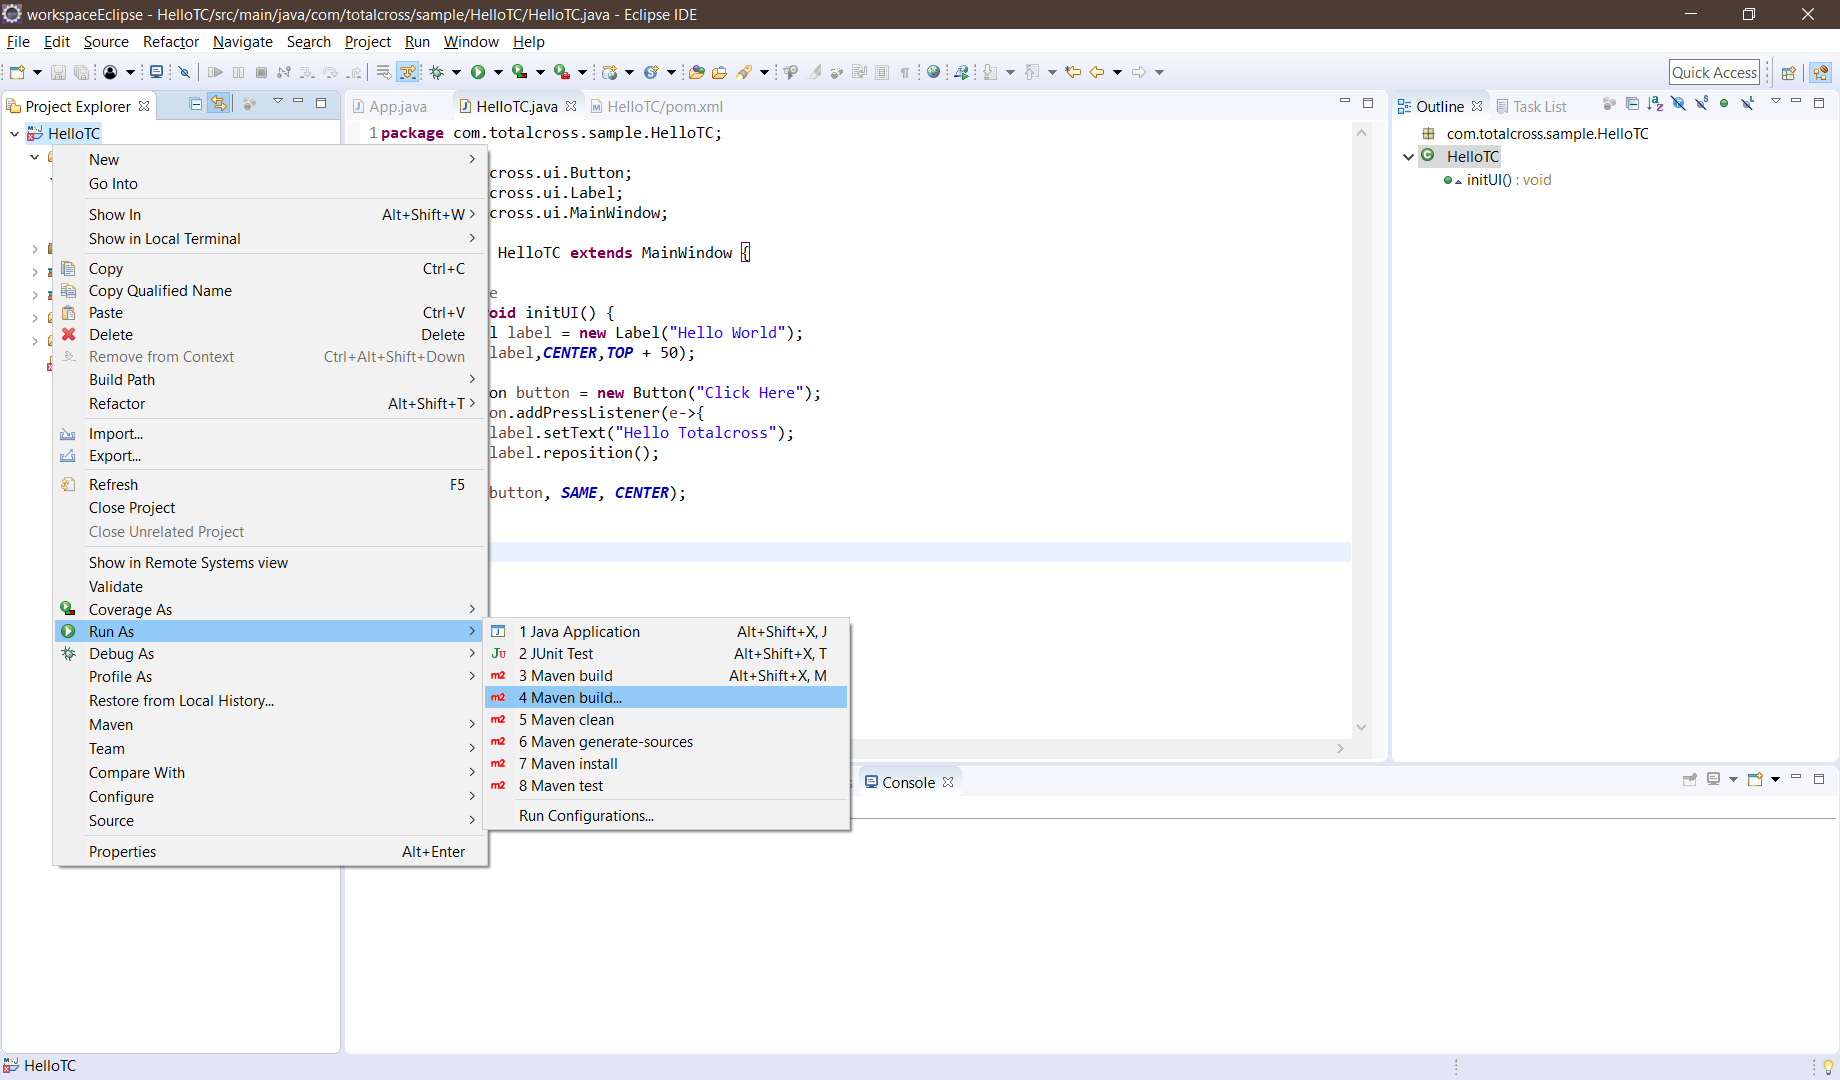 workspaceEclipse - HelloTC/src/main/java/com/totalcross/sample/HelloTC/HelloTC.java - Eclipse IDE
File Edit Source Refactor Navigate Search Project Run Window Help
Quick Access
Project Explorer
App.java HelloTC.java HelloTC/pom.xml
Outline Task List
HelloTC
1 package com.totalcross.sample.HelloTC;
cross.ui.Button;
cross.ui.Label;
cross.ui.MainWindow;
HelloTC extends MainWindow {
e
oid initUI() {
l label = new Label("Hello World");
label,CENTER,TOP + 50);
on button = new Button("Click Here");
on.addPressListener(e->{
label.setText("Hello Totalcross");
label.reposition();
button, SAME, CENTER);
com.totalcross.sample.HelloTC
HelloTC
initUI() : void
New
Go Into
Show In Alt+Shift+W
Show in Local Terminal
Copy Ctrl+C
Copy Qualified Name
Paste Ctrl+V
Delete Delete
Remove from Context Ctrl+Alt+Shift+Down
Build Path
Refactor Alt+Shift+T
Import...
Export...
Refresh F5
Close Project
Close Unrelated Project
Show in Remote Systems view
Validate
Coverage As
Run As
Debug As
Profile As
Restore from Local History...
Maven
Team
Compare With
Configure
Source
Properties Alt+Enter
1 Java Application Alt+Shift+X, J
Ju 2 JUnit Test Alt+Shift+X, T
m2 3 Maven build Alt+Shift+X, M
m2 4 Maven build...
m2 5 Maven clean
m2 6 Maven generate-sources
m2 7 Maven install
m2 8 Maven test
Run Configurations...
Console
HelloTC